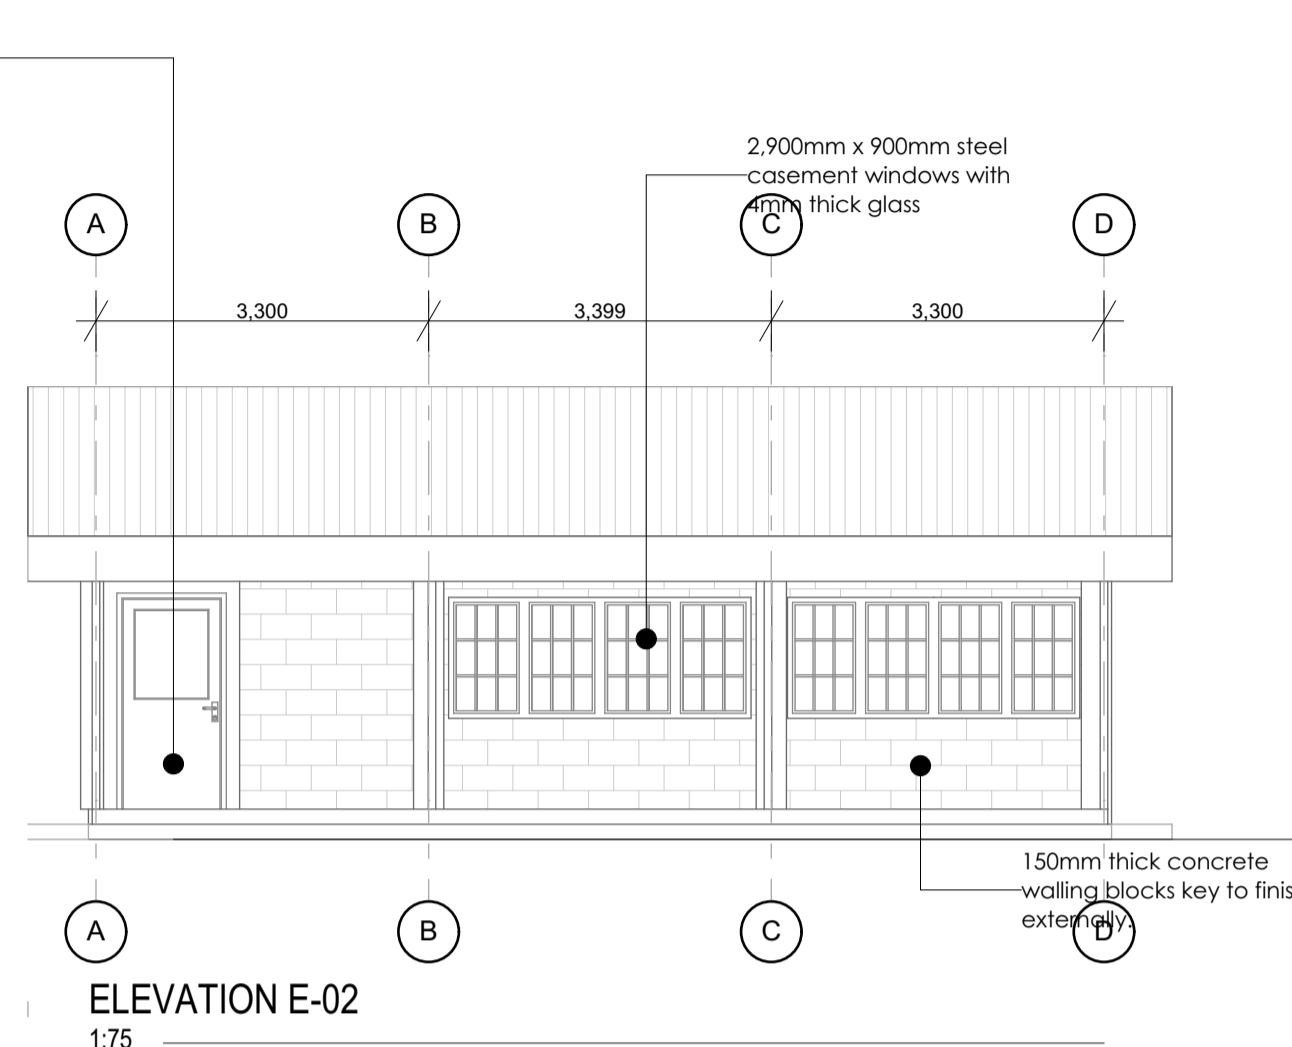 2,900mm x 900mm steel
casement windows with
4mm thick glass
A
B
C
D
3,300
3,399
3,300
150mm thick concrete
walling blocks key to finis
externally.
A
B
C
D
ELEVATION E-02
1:75